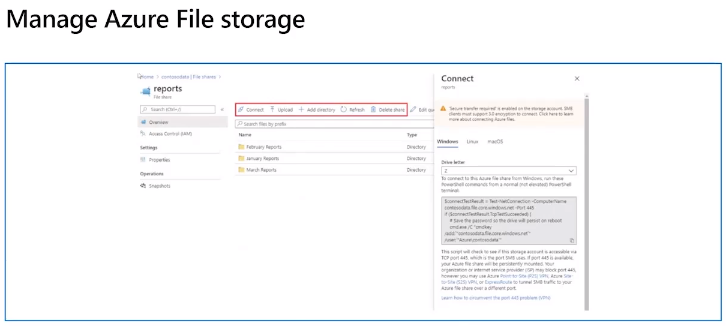 Manage Azure File storage
Home > contosodata | File shares >
reports
File share
Search (Ctrl+/)
Overview
Access Control (IAM)
Settings
Properties
Operations
Snapshots
Connect Upload Add directory Refresh Delete share Edit
Search files by prefix
Name Type
February Reports Directory
January Reports Directory
March Reports Directory
Connect
reports
'Secure transfer required' is enabled on the storage account. SMB
clients must support 3.0 encryption to connect. Click here to learn
more about connecting Azure files.
Windows Linux macOS
Drive letter
Z
To connect to this Azure file share from Windows, run these
PowerShell commands from a normal (not elevated) PowerShell
terminal:
$connectTestResult = Test-NetConnection -ComputerName
contosodata.file.core.windows.net -Port 445
if ($connectTestResult.TcpTestSucceeded) {
# Save the password so the drive will persist on reboot
cmd.exe /C "cmdkey
/add:"contosodata.file.core.windows.net"
/user:"Azure\contosodata"
This script will check to see if this storage account is accessible via
TCP port 445, which is the port SMB uses. If port 445 is available,
your Azure file share will be persistently mounted. Your
organization or internet service provider (ISP) may block port 445,
however you may use Azure Point-to-Site (P2S) VPN, Azure Site-
to-Site (S2S) VPN, or ExpressRoute to tunnel SMB traffic to your
Azure file share over a different port.
Learn how to circumvent the port 445 problem (VPN)